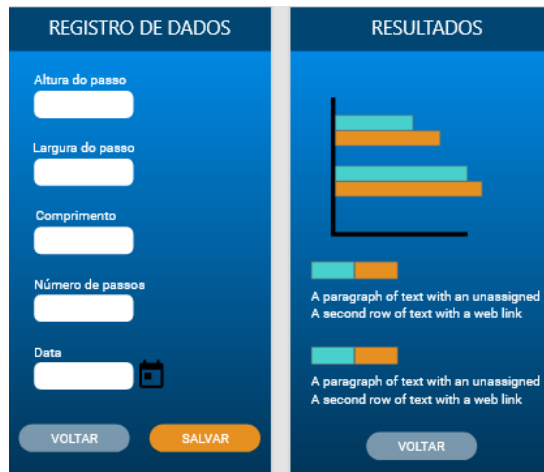 REGISTRO DE DADOS
Altura do passo
Largura do passo
Comprimento
Número de passos
Data
VOLTAR
SALVAR
RESULTADOS
A paragraph of text with an unassigned
A second row of text with a web link
A paragraph of text with an unassigned
A second row of text with a web link
VOLTAR